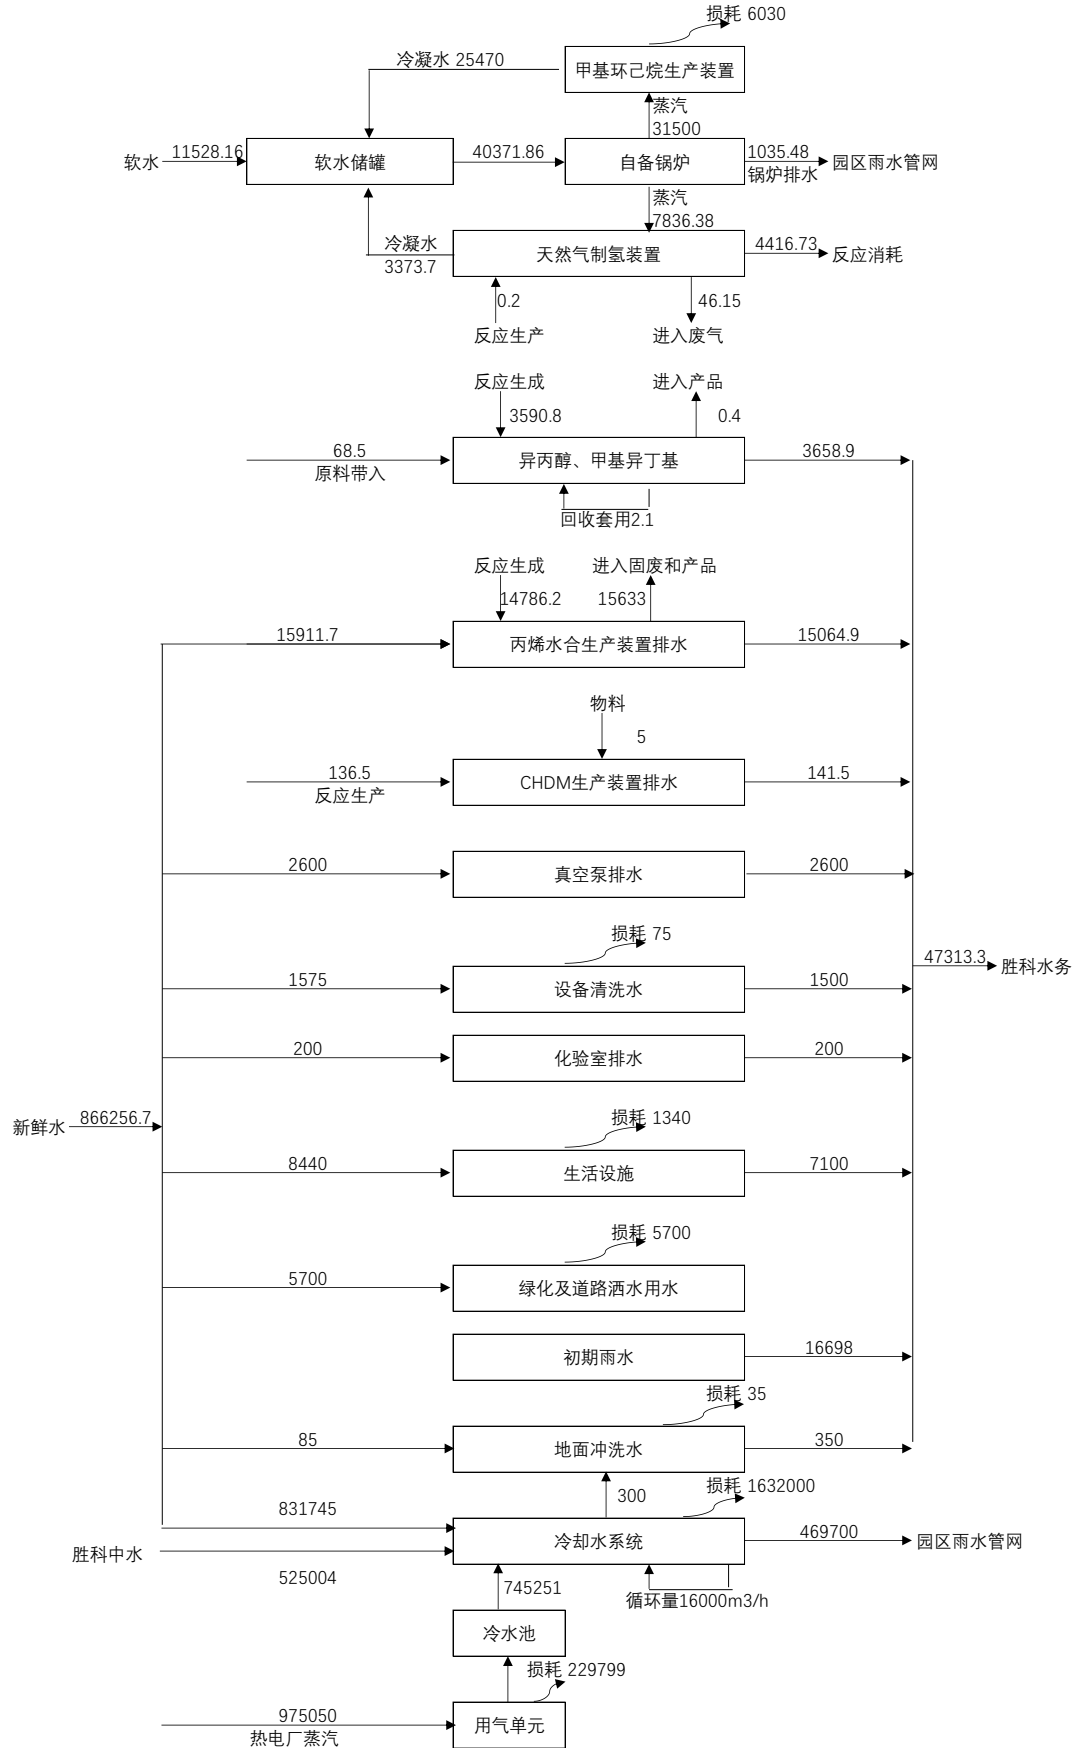 损耗 6030
冷凝水 25470
甲基环己烷生产装置
蒸汽
31500
软水
11528.16
软水储罐
40371.86
自备锅炉
1035.48
锅炉排水
园区雨水管网
蒸汽
7836.38
冷凝水
3373.7
天然气制氢装置
4416.73
反应消耗
0.2
46.15
反应生产
进入废气
反应生成
进入产品
3590.8
0.4
68.5
原料带入
异丙醇、甲基异丁基
3658.9
回收套用2.1
反应生成
进入固废和产品
14786.2
15633
15911.7
丙烯水合生产装置排水
15064.9
物料
5
136.5
反应生产
CHDM生产装置排水
141.5
2600
真空泵排水
2600
损耗 75
1575
设备清洗水
1500
47313.3
胜科水务
200
化验室排水
200
新鲜水
866256.7
损耗 1340
8440
生活设施
7100
损耗 5700
5700
绿化及道路洒水用水
初期雨水
16698
损耗 35
85
地面冲洗水
350
300
损耗 1632000
831745
冷却水系统
469700
园区雨水管网
胜科中水
525004
745251
循环量16000m3/h
冷水池
损耗 229799
975050
热电厂蒸汽
用气单元